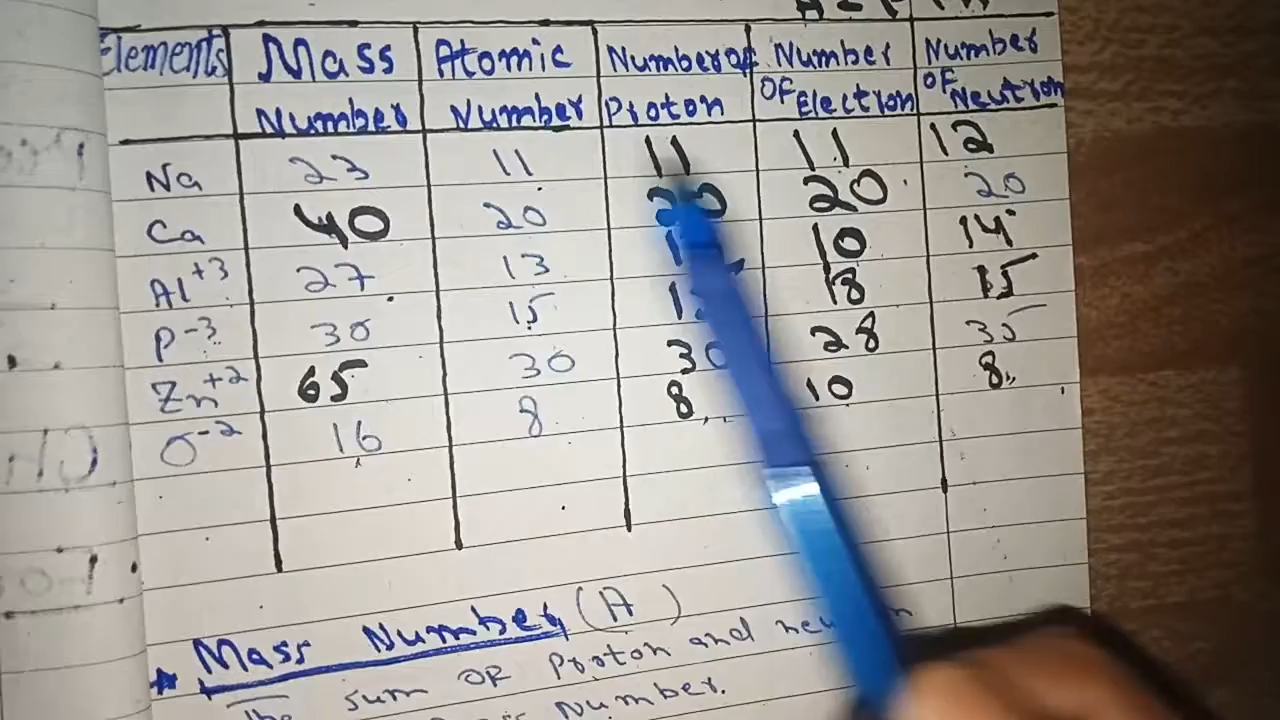 Elements Mass Number Atomic Number Number of Proton Number OF Electron Number OF Neutron
Na 23 11 11 11 12
Ca 40 20 20 20 20
Al+3 27 13 10 14
P-3 30 15 18 15
Zn+2 65 30 30 28 35
O-2 16 8 8 10 8
Mass Number (A)
The sum OF Proton and
Number.